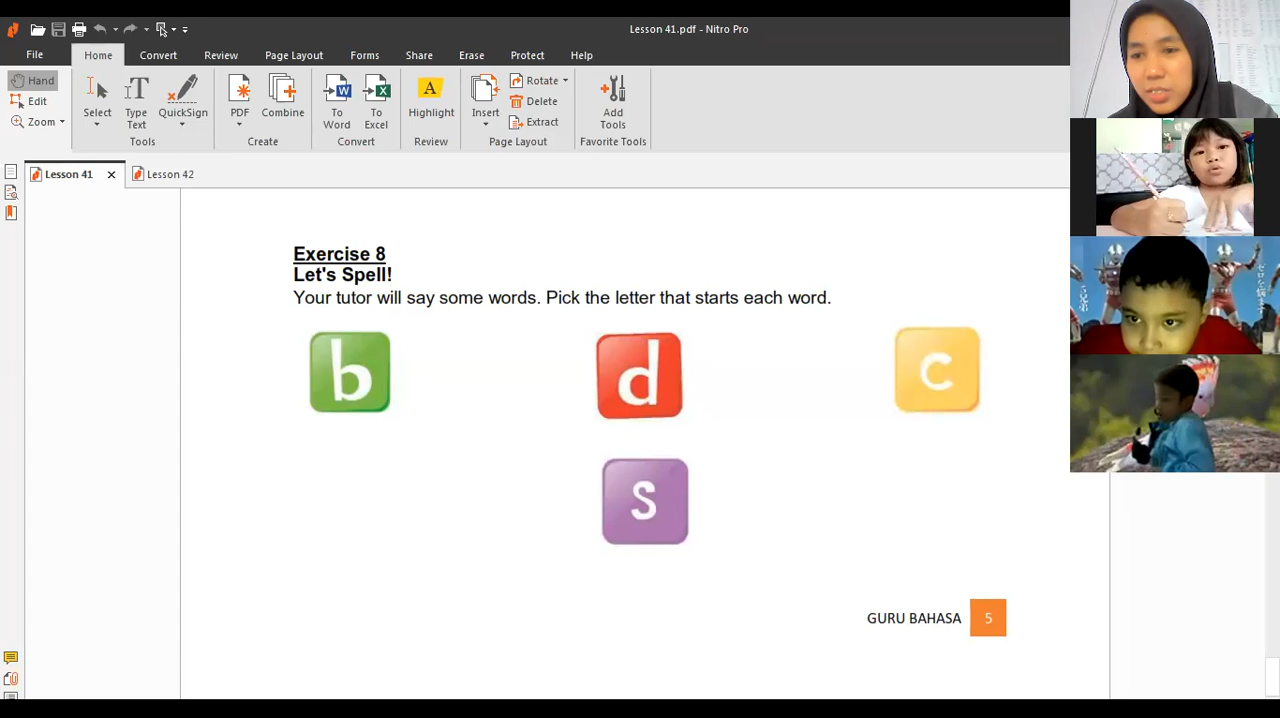 Lesson 41.pdf - Nitro Pro
File Home Convert Review Page Layout Forms Share Erase Protect Help
Hand
Edit
Zoom
Select
Type Text
QuickSign
PDF
Combine
To Word
To Excel
Highlight
Insert
Rotate
Delete
Extract
Add Tools
Tools Create Convert Review Page Layout Favorite Tools
Lesson 41 Lesson 42
Exercise 8
Let's Spell!
Your tutor will say some words. Pick the letter that starts each word.
b d c
s
GURU BAHASA 5